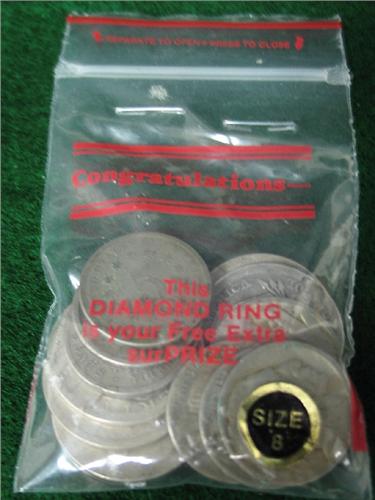 SEPARATE TO OPEN • PRESS TO CLOSE
Congratulations—
This
DIAMOND RING
is your Free Extra
surPRIZE
SIZE
8